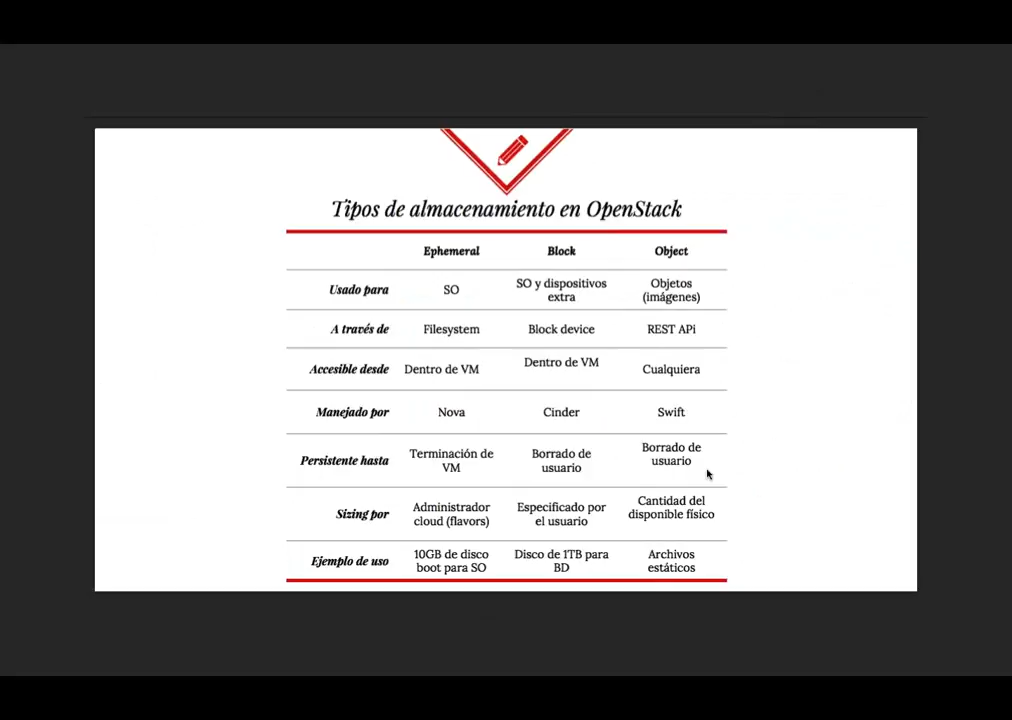 Tipos de almacenamiento en OpenStack
Ephemeral Block Object
Usado para SO SO y dispositivos extra Objetos (imágenes)
A través de Filesystem Block device REST APi
Accesible desde Dentro de VM Dentro de VM Cualquiera
Manejado por Nova Cinder Swift
Persistente hasta Terminación de VM Borrado de usuario Borrado de usuario
Sizing por Administrador cloud (flavors) Especificado por el usuario Cantidad del disponible físico
Ejemplo de uso 10GB de disco boot para SO Disco de 1TB para BD Archivos estáticos